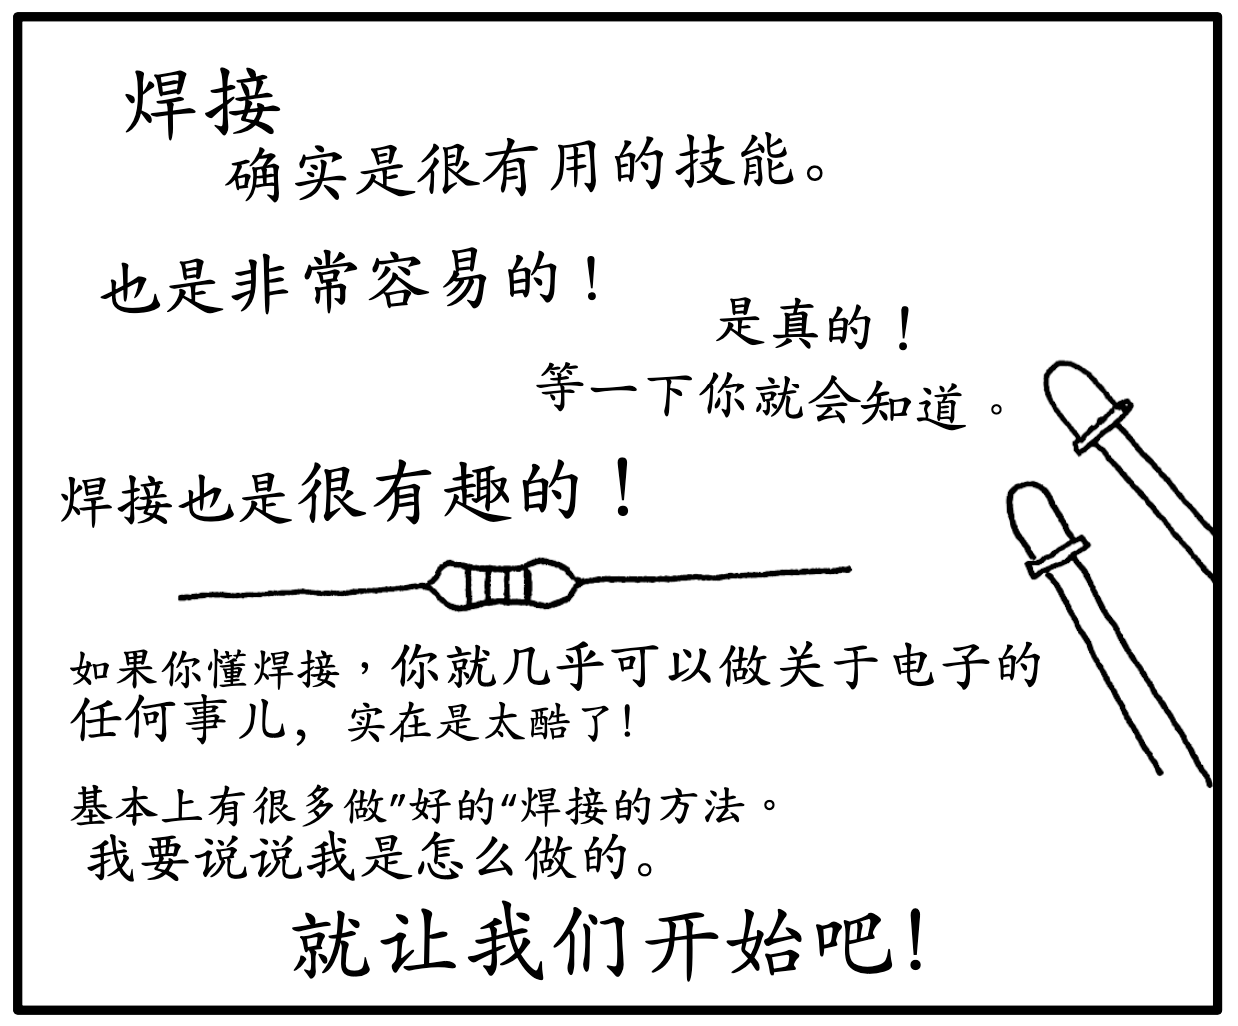 焊接
确实是很有用的技能。
也是非常容易的！
是真的！
等一下你就会知道。
焊接也是很有趣的！
如果你懂焊接，你就几乎可以做关于电子的
任何事儿，实在是太酷了!
基本上有很多做”好的“焊接的方法。
我要说说我是怎么做的。
就让我们开始吧!